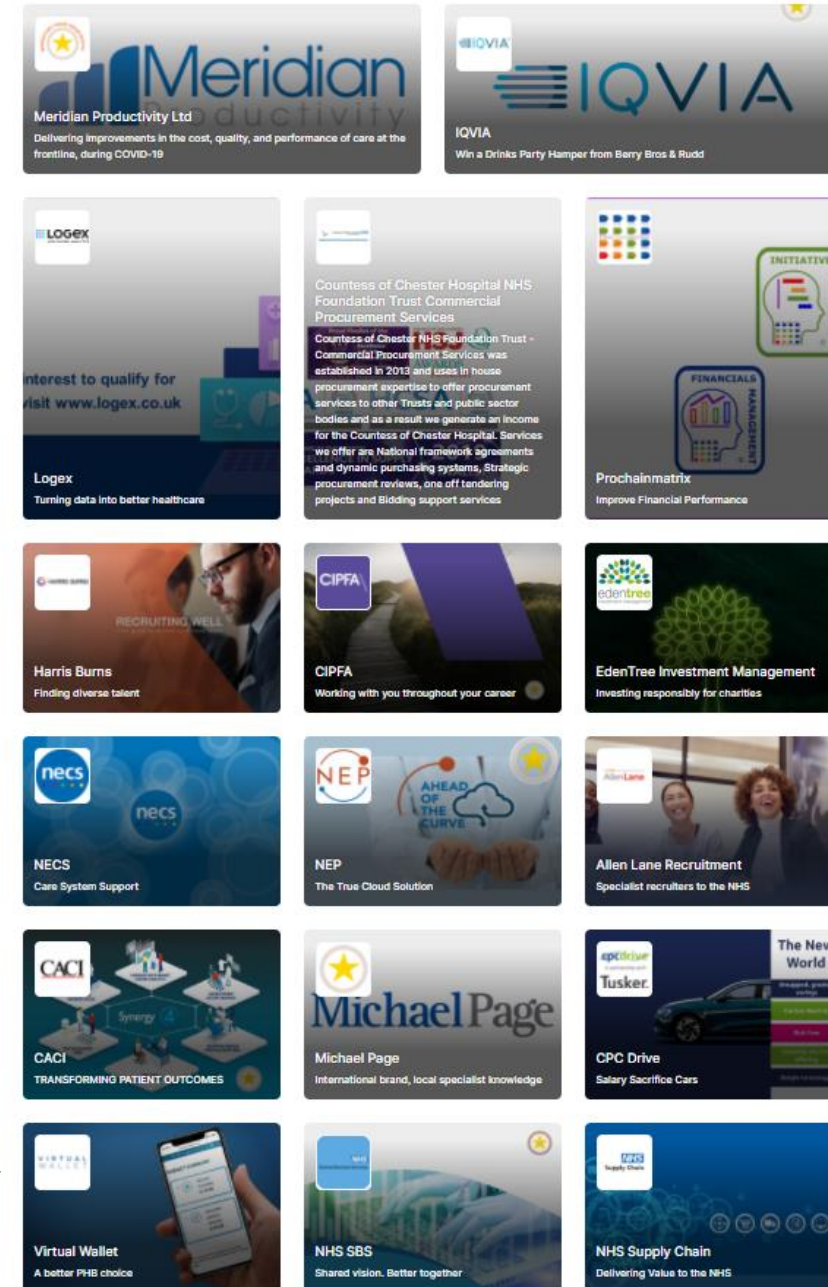 Meridian
Productivity
Meridian Productivity Ltd
Delivering improvements in the cost, quality, and performance of care at the
frontline, during COVID-19
IQVIA
IQVIA
IQVIA
Win a Drinks Party Hamper from Berry Bros & Rudd
LOGEX
interest to qualify for
visit www.logex.co.uk
Logex
Turning data into better healthcare
Countess of Chester Hospital NHS
Foundation Trust Commercial
Procurement Services
Countess of Chester NHS Foundation Trust -
Commercial Procurement Services was
established in 2013 and uses in house
procurement expertise to offer procurement
services to other Trusts and public sector
bodies and as a result we generate an income
for the Countess of Chester Hospital. Services
we offer are National framework agreements
and dynamic purchasing systems, Strategic
procurement reviews, one off tendering
projects and Bidding support services
INITIATIVE
FINANCIALS
MANAGEMENT
Prochainmatrix
Improve Financial Performance
HARRIS BURNS
RECRUITING WELL
Harris Burns
Finding diverse talent
CIPFA
CIPFA
Working with you throughout your career
edentree
EdenTree Investment Management
Investing responsibly for charities
necs
necs
NECS
Care System Support
NEP
AHEAD
OF
THE
CURVE
NEP
The True Cloud Solution
Allen Lane
Allen Lane Recruitment
Specialist recruiters to the NHS
CACI
Synergy 4
CACI
TRANSFORMING PATIENT OUTCOMES
Michael Page
Michael Page
International brand, local specialist knowledge
cpcdrive
Tusker.
The New
World
CPC Drive
Salary Sacrifice Cars
VIRTUAL
WALLET
Virtual Wallet
A better PHB choice
NHS
NHS SBS
Shared vision. Better together
NHS
Supply Chain
NHS Supply Chain
Delivering Value to the NHS